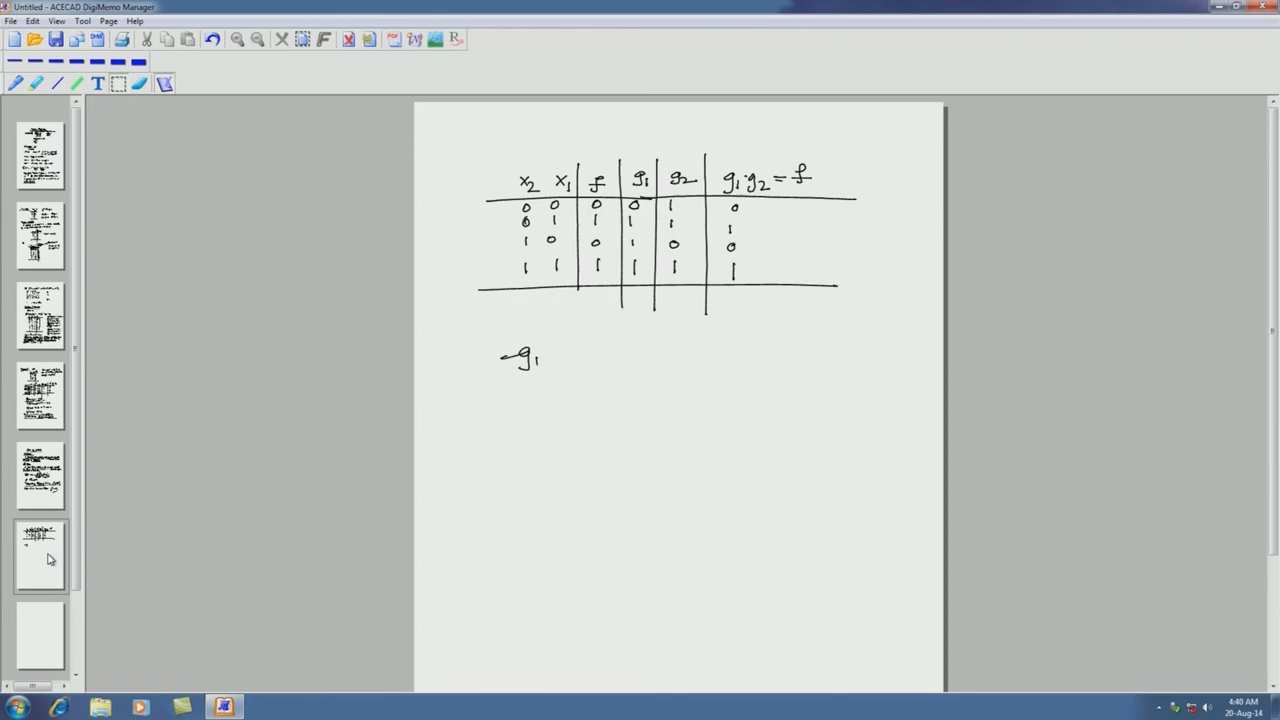 Untitled - ACECAD DigiMemo Manager
File Edit View Tool Page Help
x₂ x₁ f g₁ g₂ g₁·g₂ = f
0 0 0 0 1 0
0 1 1 1 1 1
1 0 0 1 0 0
1 1 1 1 1 1
g₁
4:40 AM
20-Aug-14